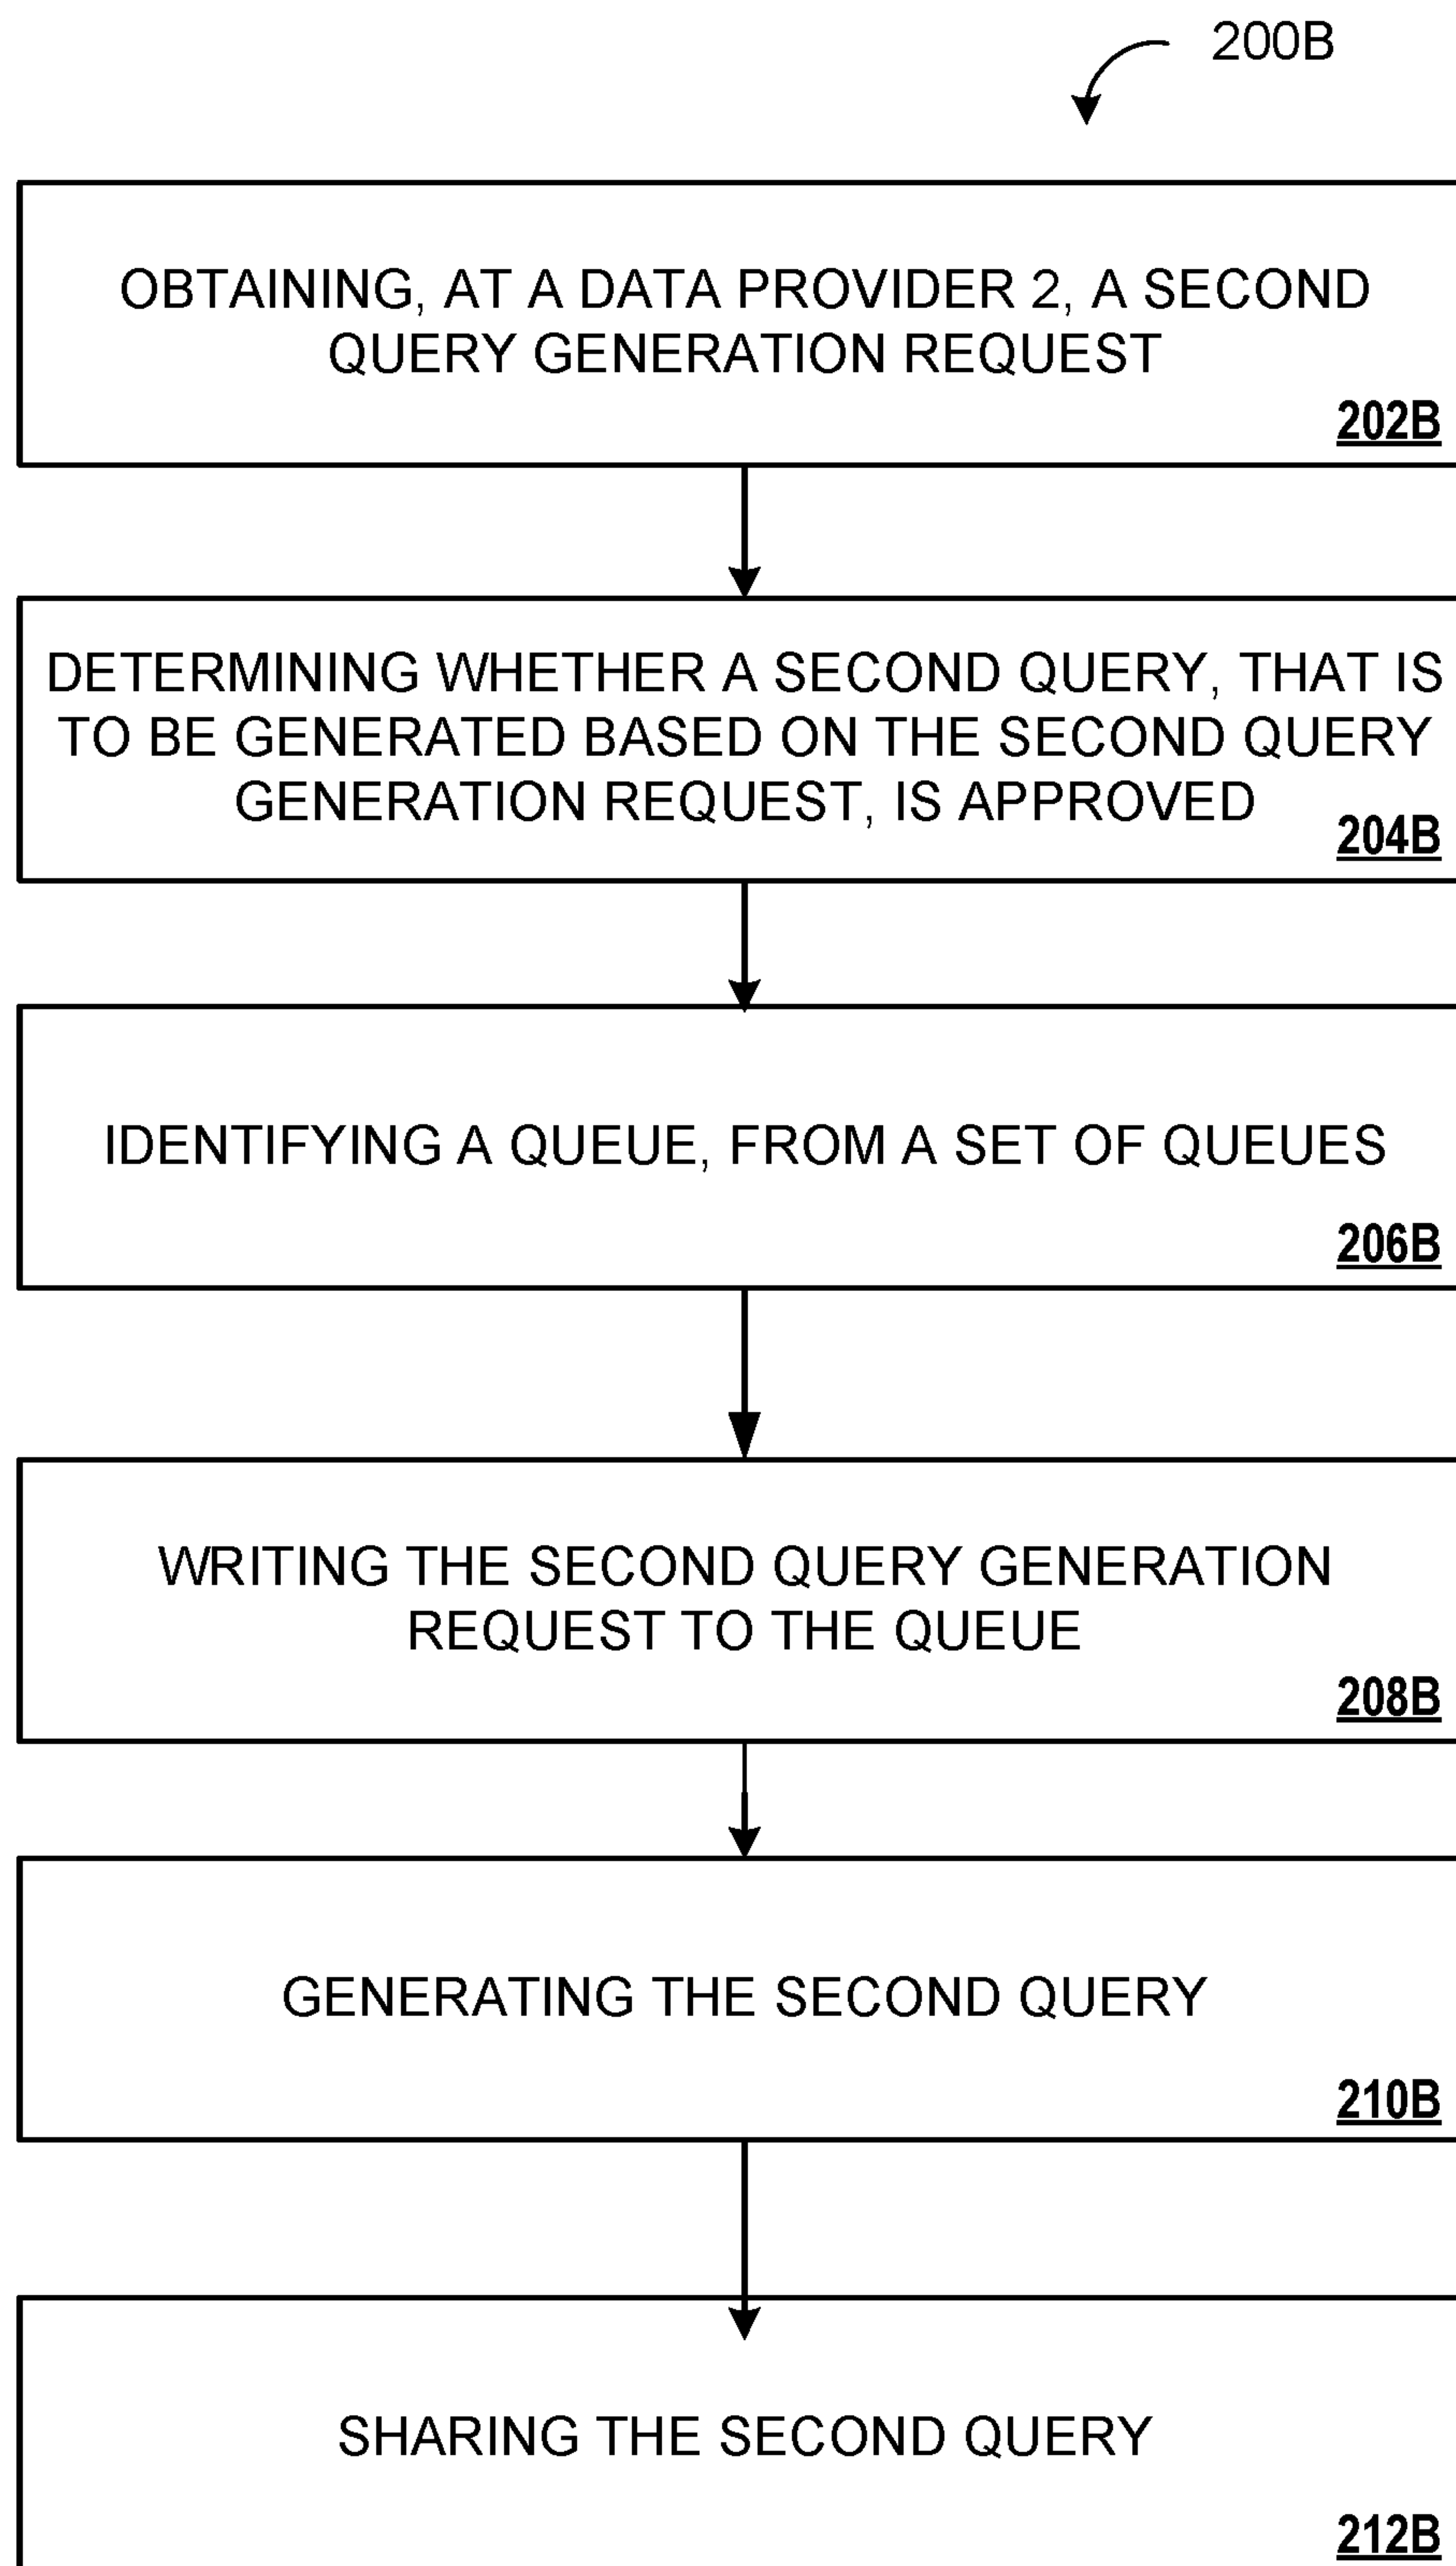 200B
OBTAINING, AT A DATA PROVIDER 2, A SECOND
QUERY GENERATION REQUEST
202B
DETERMINING WHETHER A SECOND QUERY, THAT IS
TO BE GENERATED BASED ON THE SECOND QUERY
GENERATION REQUEST, IS APPROVED
204B
IDENTIFYING A QUEUE, FROM A SET OF QUEUES
206B
WRITING THE SECOND QUERY GENERATION
REQUEST TO THE QUEUE
208B
GENERATING THE SECOND QUERY
210B
SHARING THE SECOND QUERY
212B